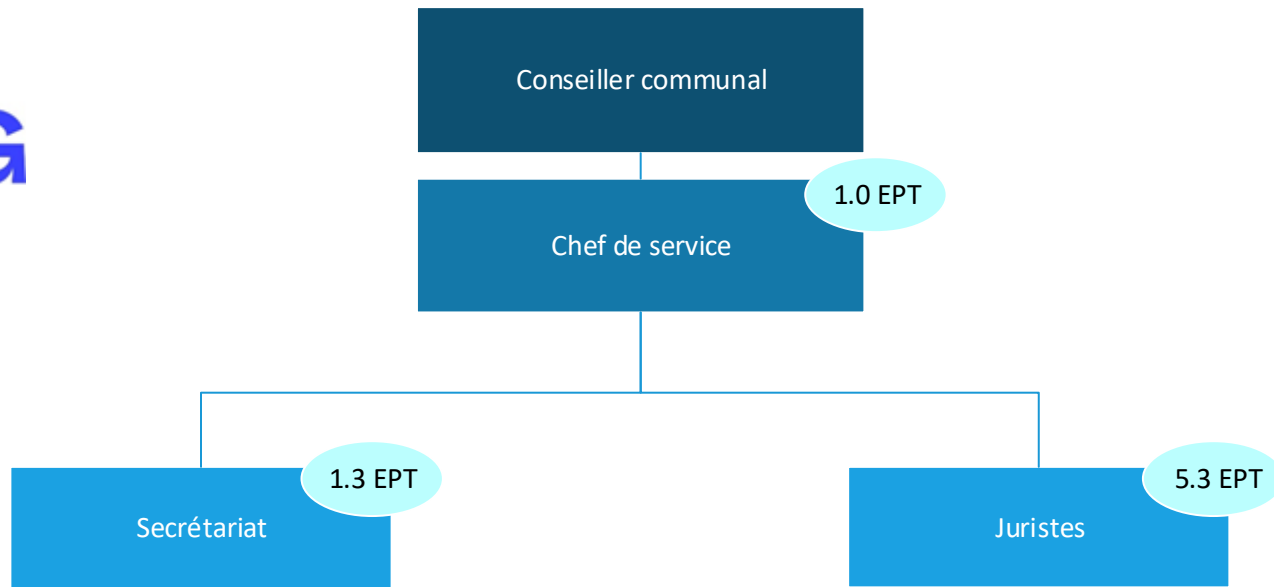 Conseiller communal
G
1.0 EPT
Chef de service
1.3 EPT
5.3 EPT
Secrétariat
Juristes